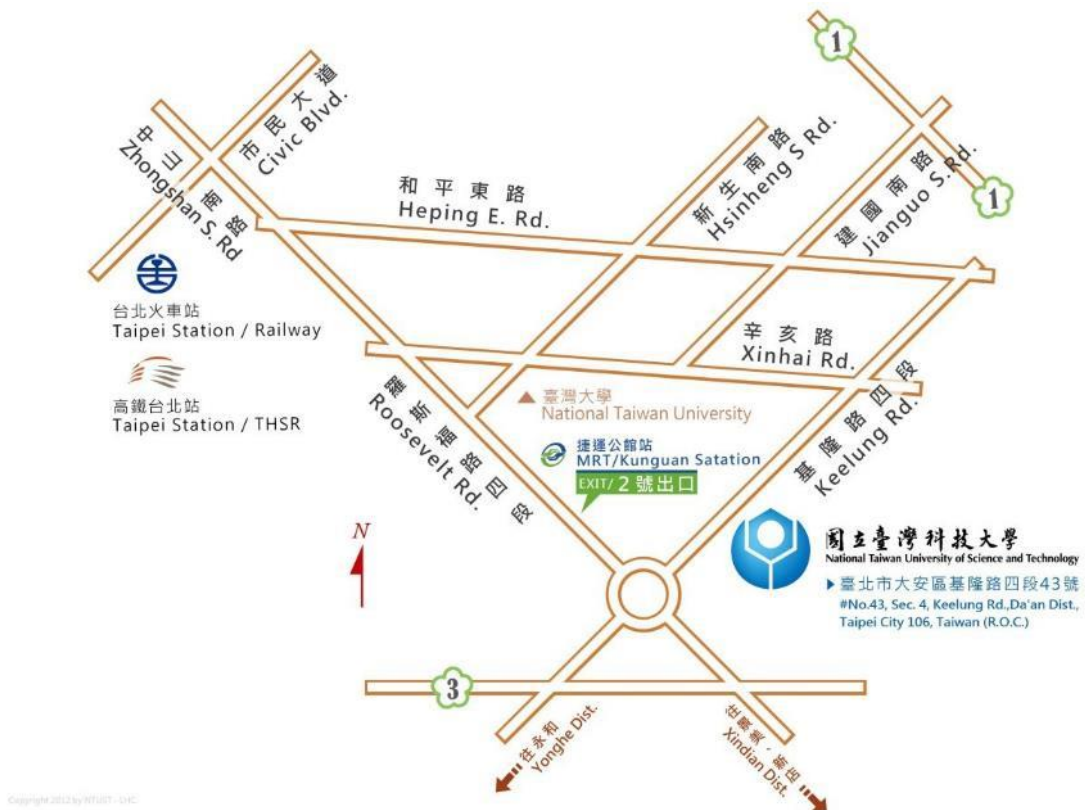 1
市民大道
Civic Blvd.
中山南路
Zhongshan S. Rd
和平東路
Heping E. Rd.
新生南路
Hsinheng S Rd.
建國南路
Jianguo S. Rd.
1
台北火車站
Taipei Station / Railway
高鐵台北站
Taipei Station / THSR
辛亥路
Xinhai Rd.
羅斯福路四段
Roosevelt Rd.
臺灣大學
National Taiwan University
捷運公館站
MRT/Kunguan Satation
EXIT/ 2 號出口
基隆路四段
Keelung Rd.
N
國立臺灣科技大學
National Taiwan University of Science and Technology
臺北市大安區基隆路四段43號
#No.43, Sec. 4, Keelung Rd.,Da'an Dist.,
Taipei City 106, Taiwan (R.O.C.)
3
往永和
Yonghe Dist.
往景美、新店
Xindian Dist.
Copyright 2012 by NTUST - LHC